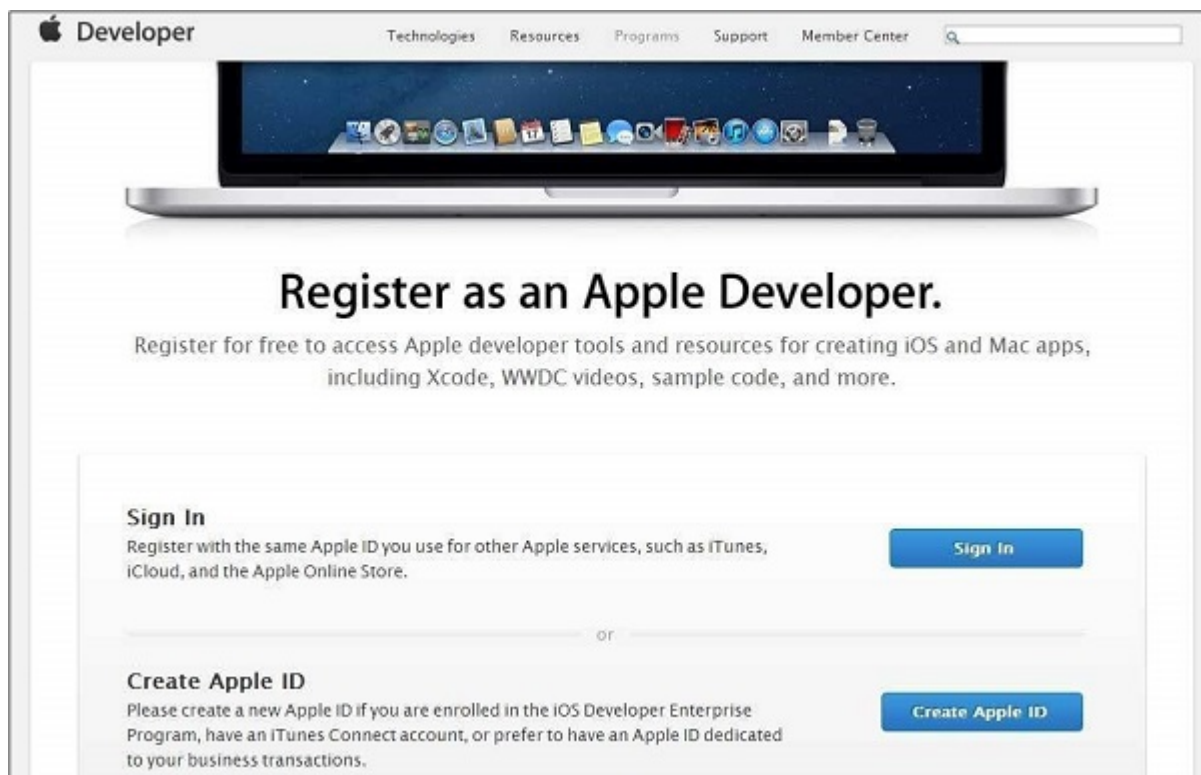 Developer
Technologies Resources Programs Support Member Center
17
Register as an Apple Developer.
Register for free to access Apple developer tools and resources for creating iOS and Mac apps,
including Xcode, WWDC videos, sample code, and more.
Sign In
Register with the same Apple ID you use for other Apple services, such as iTunes,
iCloud, and the Apple Online Store.
Sign In
or
Create Apple ID
Please create a new Apple ID if you are enrolled in the iOS Developer Enterprise
Program, have an iTunes Connect account, or prefer to have an Apple ID dedicated
to your business transactions.
Create Apple ID